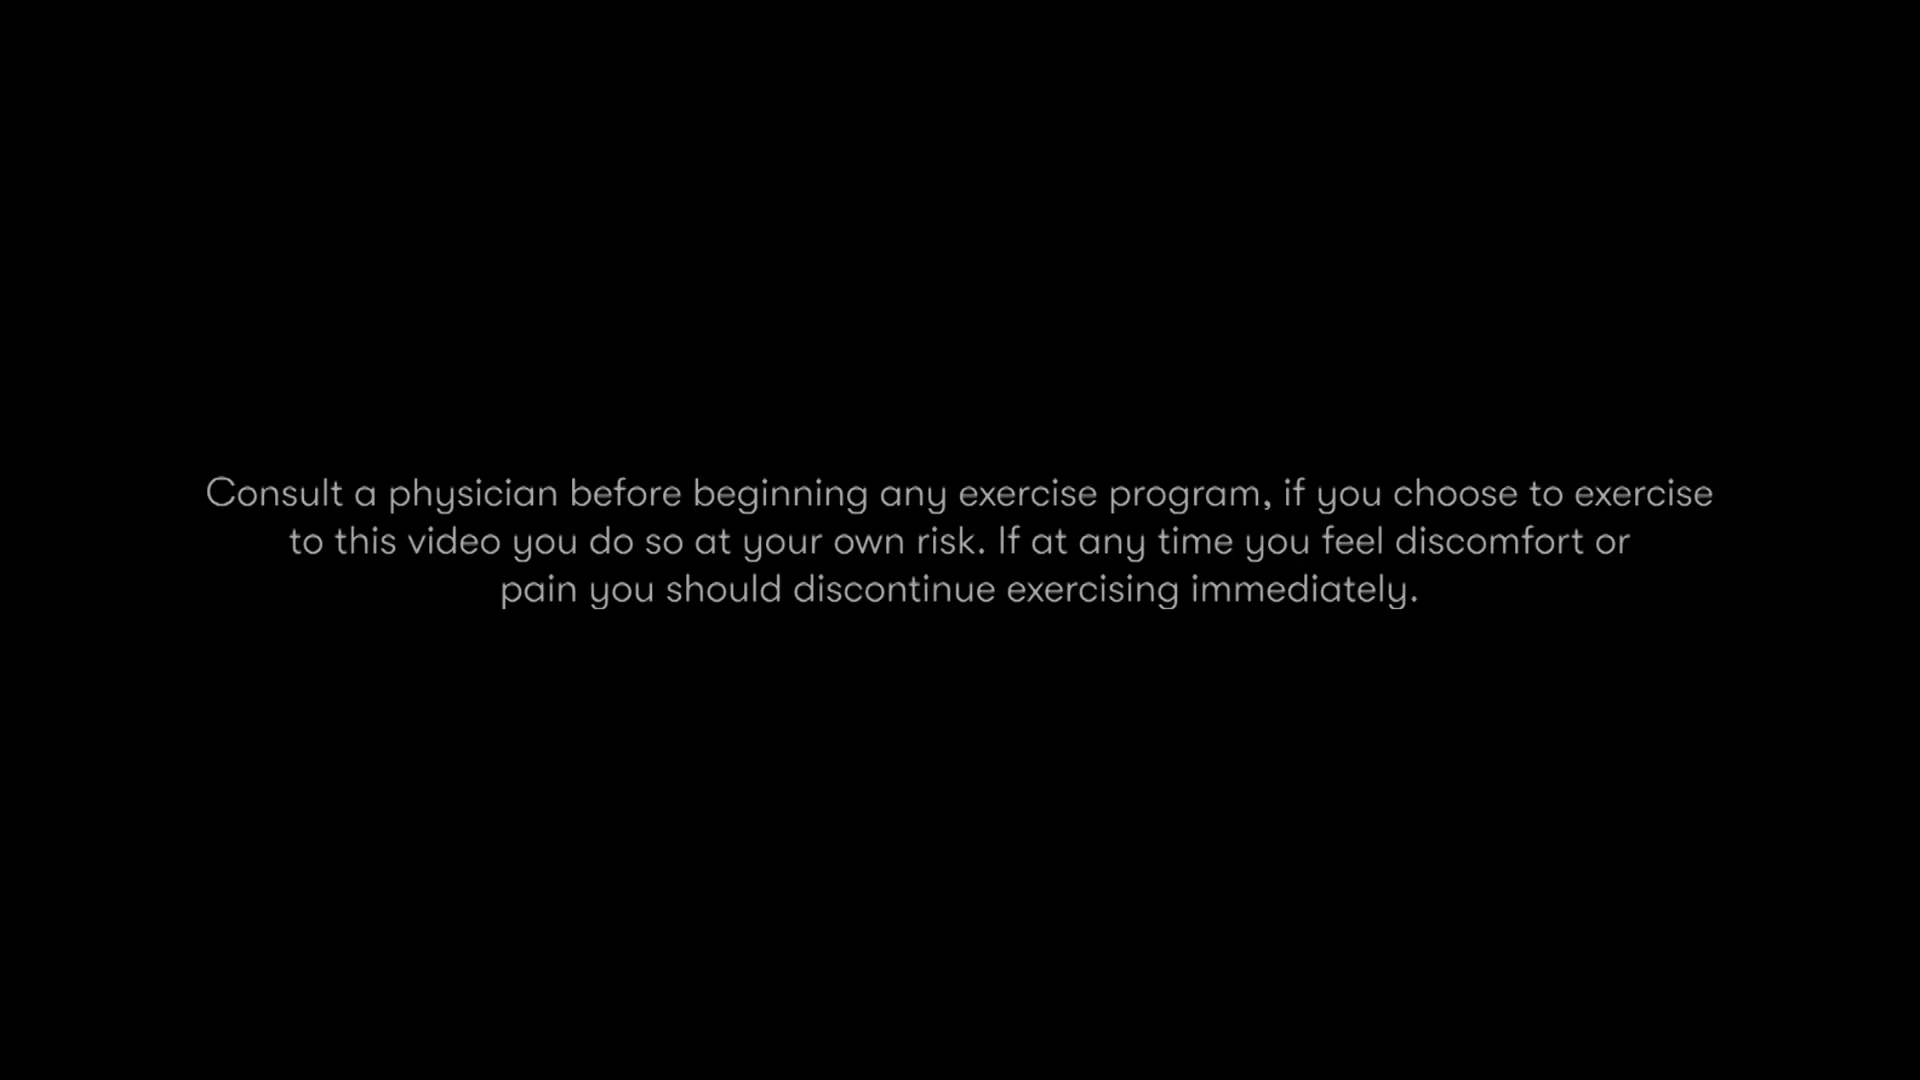 Consult a physician before beginning any exercise program, if you choose to exercise
to this video you do so at your own risk. If at any time you feel discomfort or
pain you should discontinue exercising immediately.